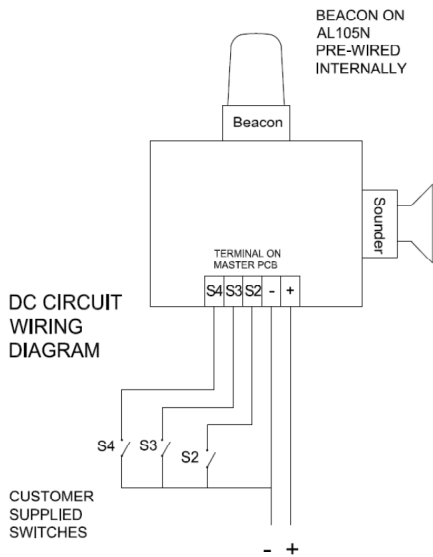 BEACON ON
AL105N
PRE-WIRED
INTERNALLY
Beacon
Sounder
TERMINAL ON
MASTER PCB
S4 S3 S2 - +
DC CIRCUIT
WIRING
DIAGRAM
S4 S3 S2
CUSTOMER
SUPPLIED
SWITCHES
- +